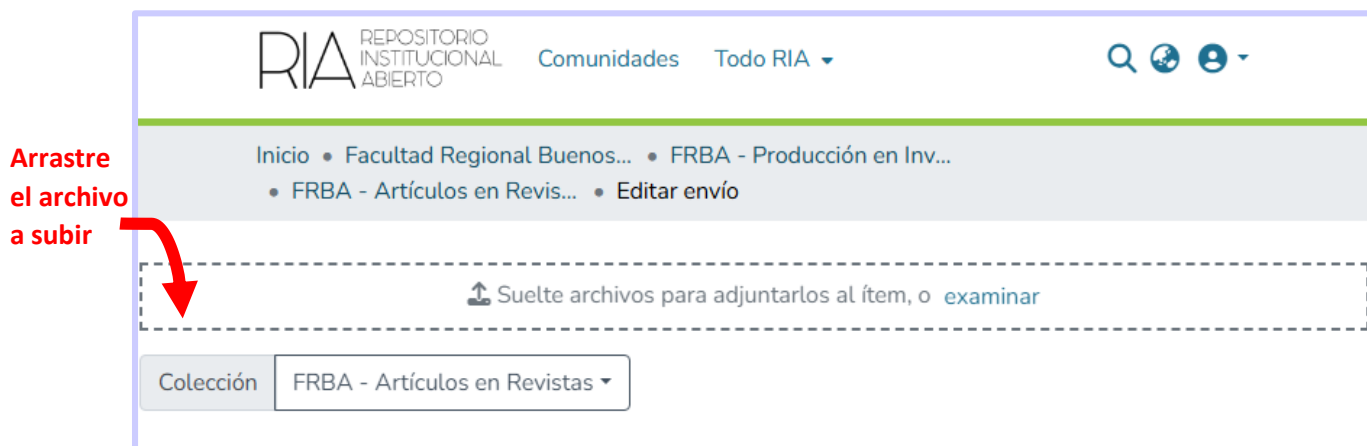 RIA REPOSITORIO
INSTITUCIONAL
ABIERTO
Comunidades Todo RIA
Arrastre
el archivo
a subir
Inicio • Facultad Regional Buenos... • FRBA - Producción en Inv...
• FRBA - Artículos en Revis... • Editar envío
Suelte archivos para adjuntarlos al ítem, o examinar
Colección FRBA - Artículos en Revistas